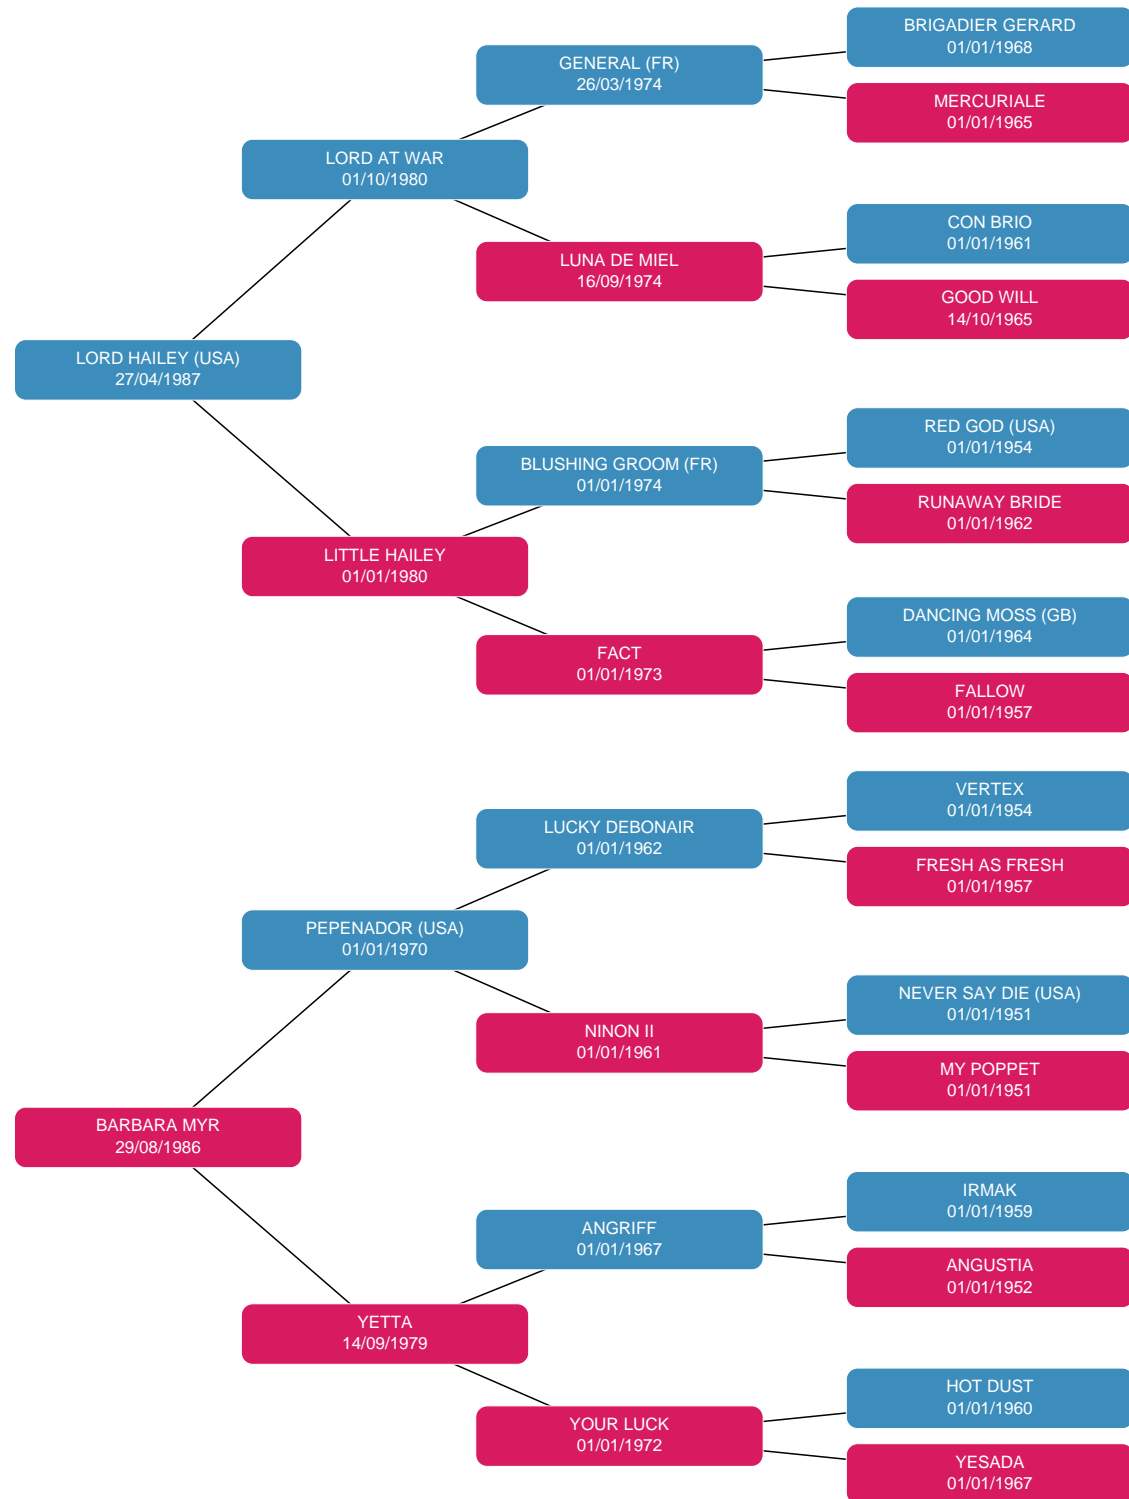 BRIGADIER GERARD
01/01/1968
GENERAL (FR)
26/03/1974
MERCURIALE
01/01/1965
LORD AT WAR
01/10/1980
CON BRIO
01/01/1961
LUNA DE MIEL
16/09/1974
GOOD WILL
14/10/1965
LORD HAILEY (USA)
27/04/1987
RED GOD (USA)
01/01/1954
BLUSHING GROOM (FR)
01/01/1974
RUNAWAY BRIDE
01/01/1962
LITTLE HAILEY
01/01/1980
DANCING MOSS (GB)
01/01/1964
FACT
01/01/1973
FALLOW
01/01/1957
VERTEX
01/01/1954
LUCKY DEBONAIR
01/01/1962
FRESH AS FRESH
01/01/1957
PEPENADOR (USA)
01/01/1970
NEVER SAY DIE (USA)
01/01/1951
NINON II
01/01/1961
MY POPPET
01/01/1951
BARBARA MYR
29/08/1986
IRMAK
01/01/1959
ANGRIFF
01/01/1967
ANGUSTIA
01/01/1952
YETTA
14/09/1979
HOT DUST
01/01/1960
YOUR LUCK
01/01/1972
YESADA
01/01/1967